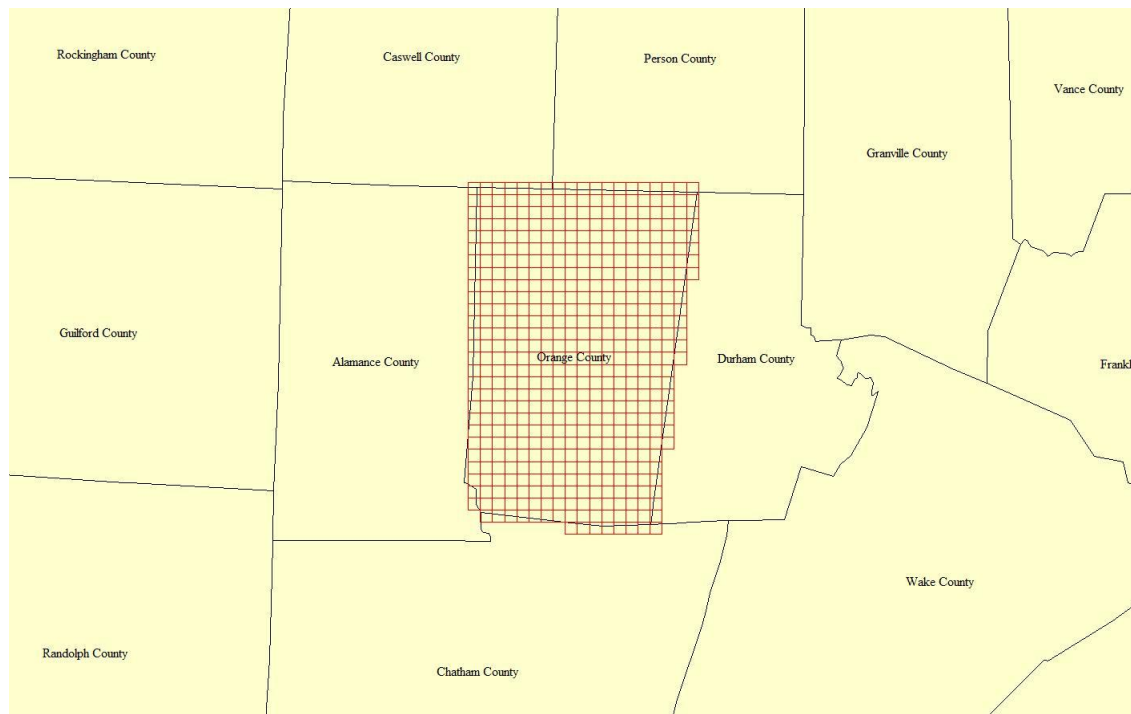 Rockingham County
Caswell County
Person County
Vance County
Granville County
Guilford County
Alamance County
Orange County
Durham County
Frankl
Wake County
Randolph County
Chatham County